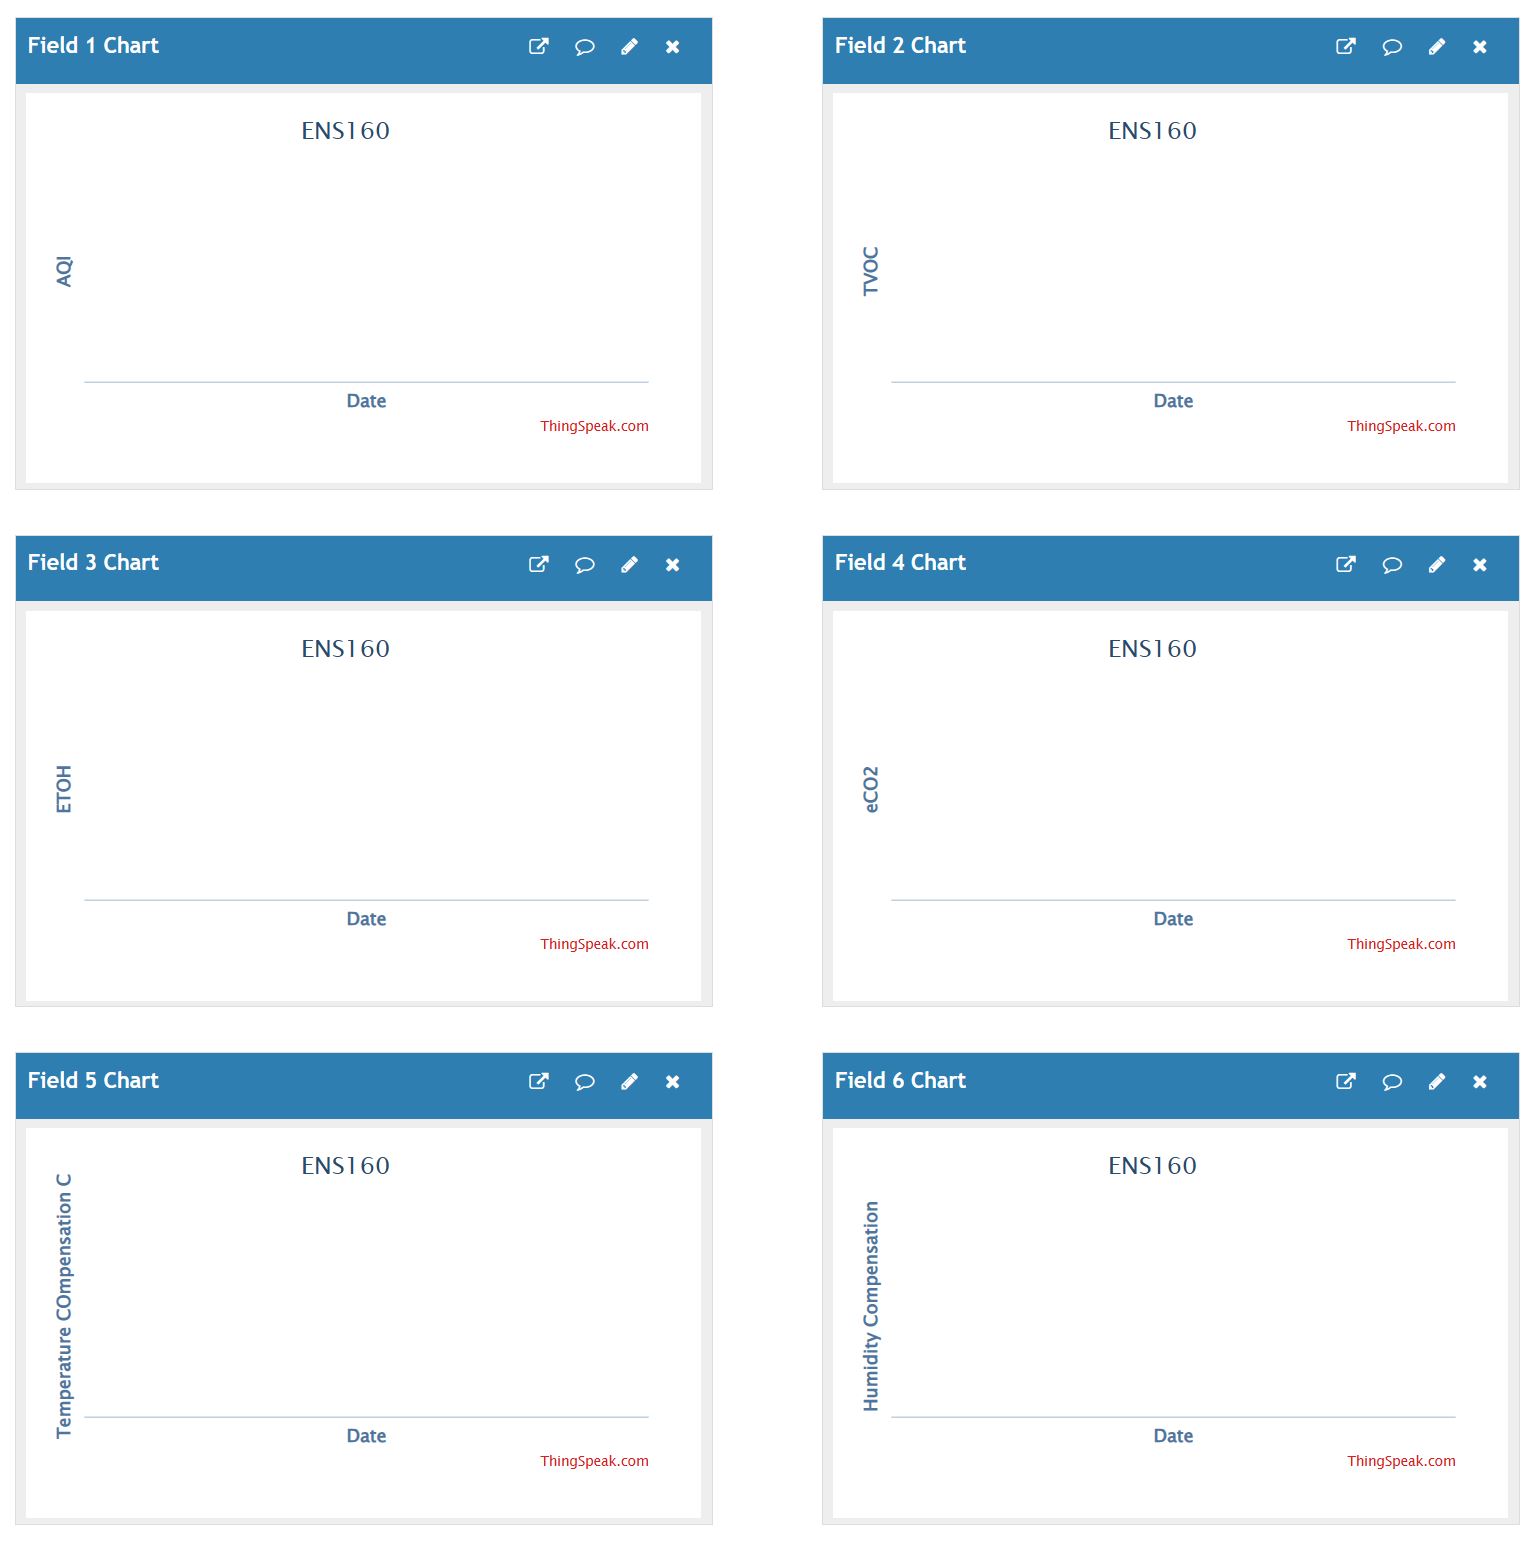 Field 1 Chart
ENS160
AQI
Date
ThingSpeak.com
Field 2 Chart
ENS160
TVOC
Date
ThingSpeak.com
Field 3 Chart
ENS160
ETOH
Date
ThingSpeak.com
Field 4 Chart
ENS160
eCO2
Date
ThingSpeak.com
Field 5 Chart
ENS160
Temperature COmpensation C
Date
ThingSpeak.com
Field 6 Chart
ENS160
Humidity Compensation
Date
ThingSpeak.com